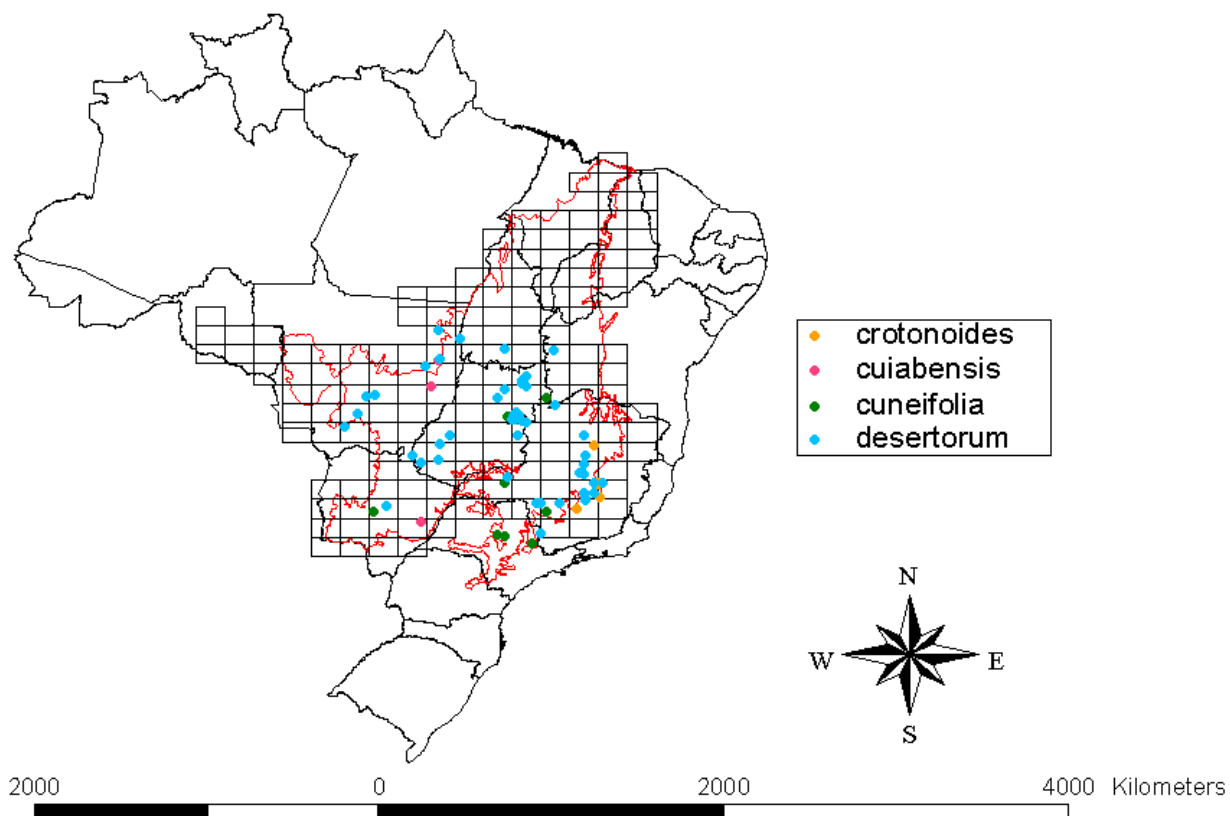 crotonoides
cuiabensis
cuneifolia
desertorum
N
W E
S
2000 0 2000 4000 Kilometers